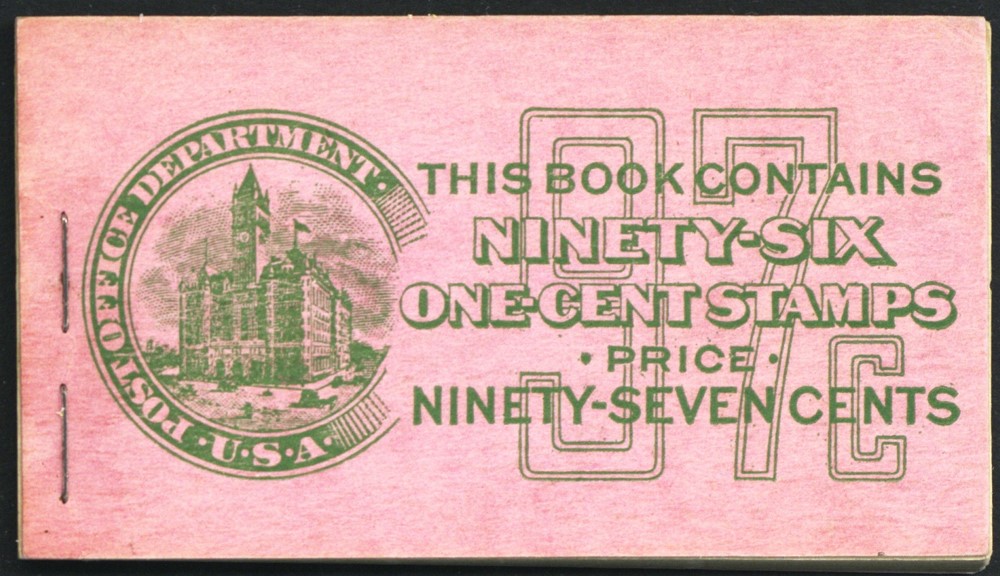 POST OFFICE DEPARTMENT
· U · S · A ·
97c
THIS BOOK CONTAINS
NINETY-SIX
ONE-CENT STAMPS
· PRICE ·
NINETY-SEVEN CENTS